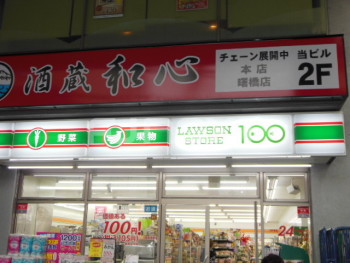 酒蔵 和心
チェーン展開中 当ビル
本店
曙橋店
2F
野菜
果物
LAWSON
STORE 100
100円!
24